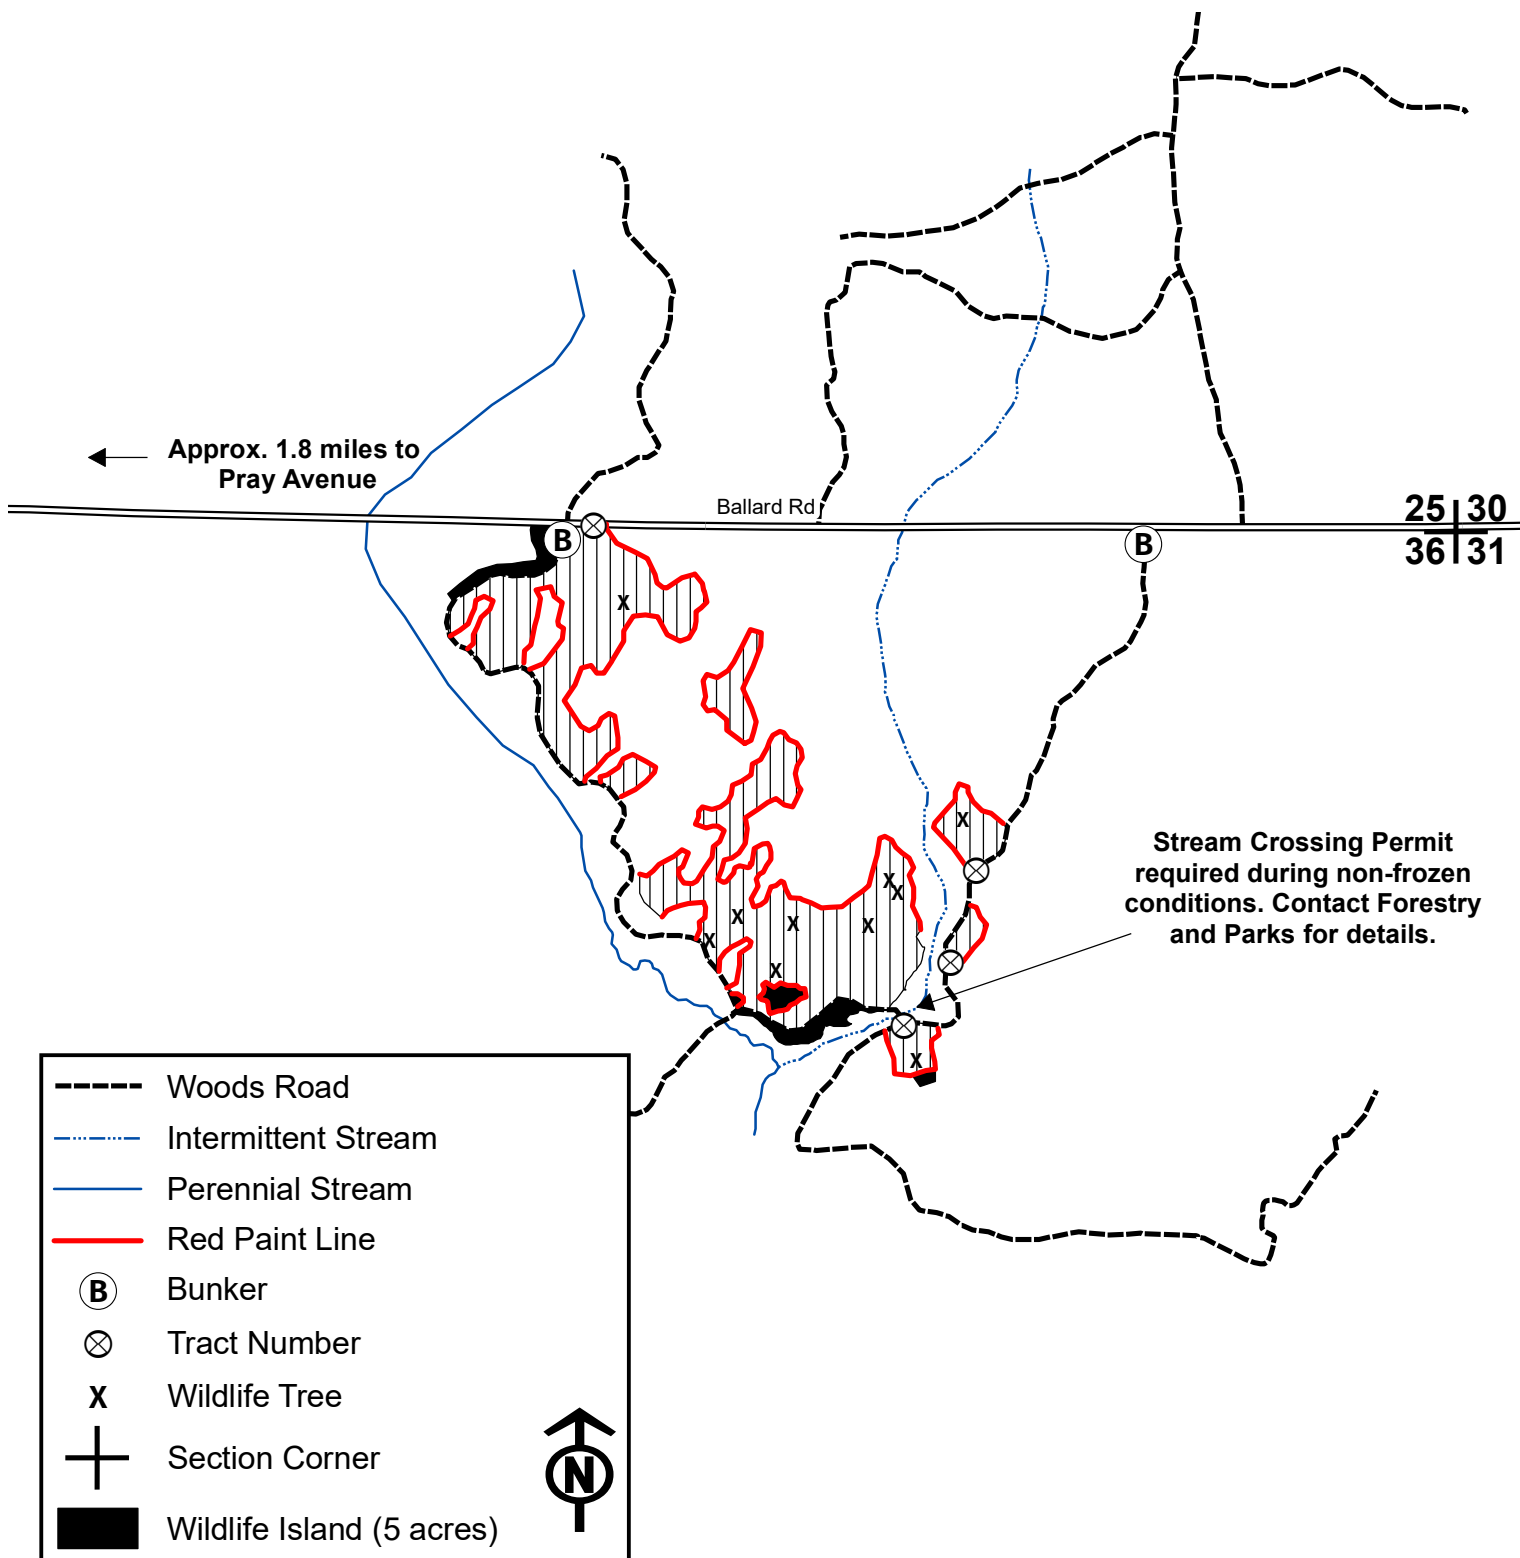 Approx. 1.8 miles to
Pray Avenue
Ballard Rd
25 30
36 31
B
B
X
X
X
X
X
X
X
X
X
X
Stream Crossing Permit
required during non-frozen
conditions. Contact Forestry
and Parks for details.
Woods Road
Intermittent Stream
Perennial Stream
Red Paint Line
B Bunker
Tract Number
X Wildlife Tree
Section Corner
N
Wildlife Island (5 acres)